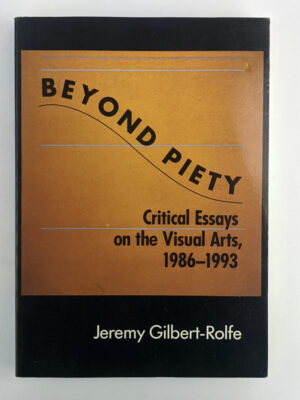 BEYOND PIETY
Critical Essays
on the Visual Arts,
1986–1993
Jeremy Gilbert-Rolfe